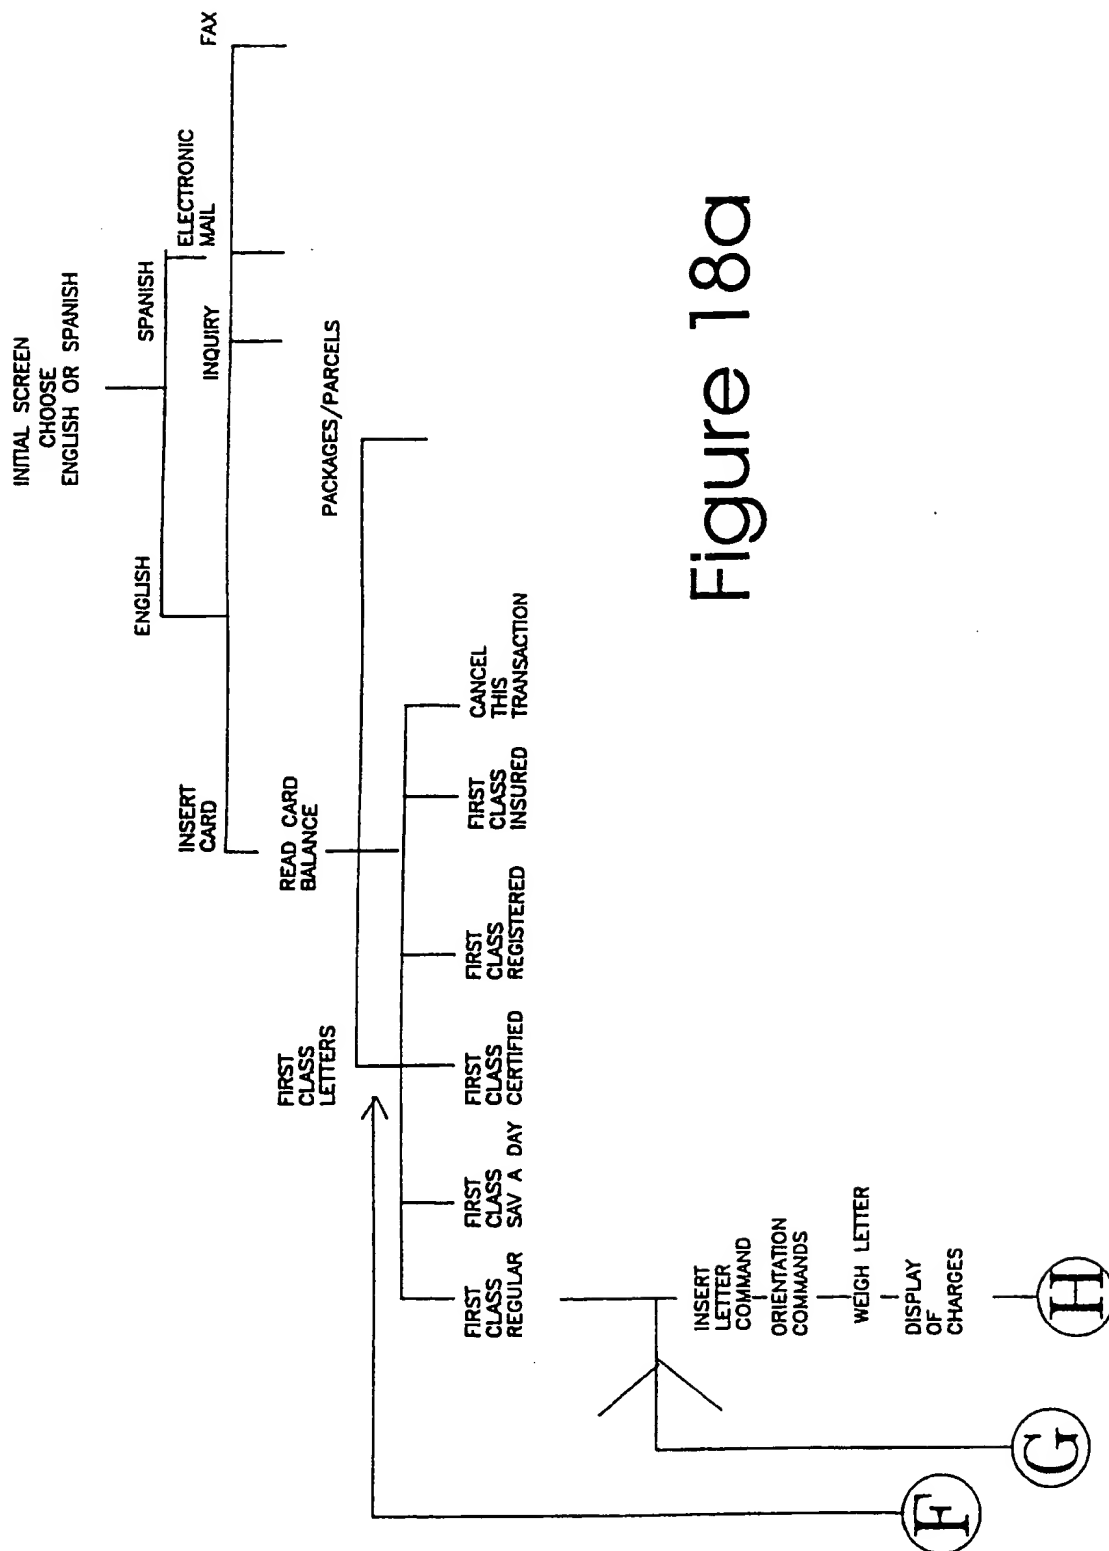 INITIAL SCREEN
CHOOSE
ENGLISH OR SPANISH
ENGLISH
SPANISH
INSERT
CARD
INQUIRY
ELECTRONIC
MAIL
FAX
READ CARD
BALANCE
FIRST
CLASS
LETTERS
PACKAGES/PARCELS
FIRST
CLASS
REGULAR
FIRST
CLASS
SAV A DAY
FIRST
CLASS
CERTIFIED
FIRST
CLASS
REGISTERED
FIRST
CLASS
INSURED
CANCEL
THIS
TRANSACTION
INSERT
LETTER
COMMAND
ORIENTATION
COMMANDS
WEIGH LETTER
DISPLAY
OF
CHARGES
F
G
H
Figure 18a